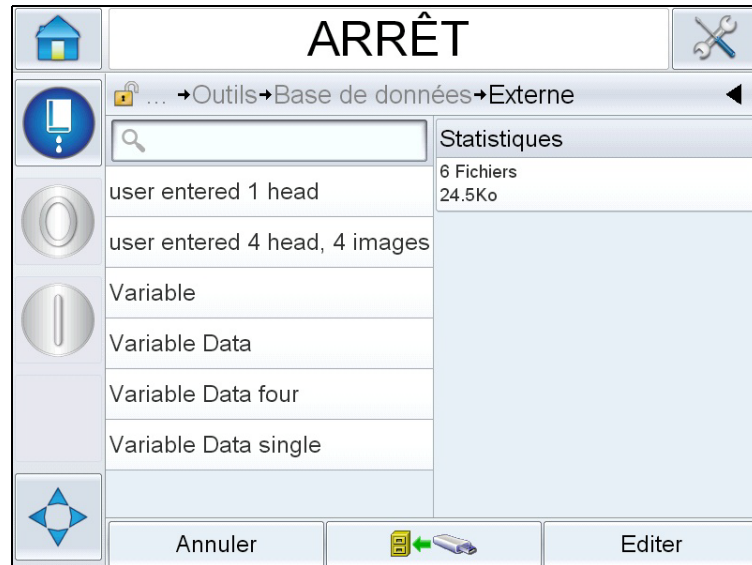 ARRÊT
... →Outils→Base de données→Externe
Statistiques
6 Fichiers
24.5Ko
user entered 1 head
user entered 4 head, 4 images
Variable
Variable Data
Variable Data four
Variable Data single
Annuler
Editer